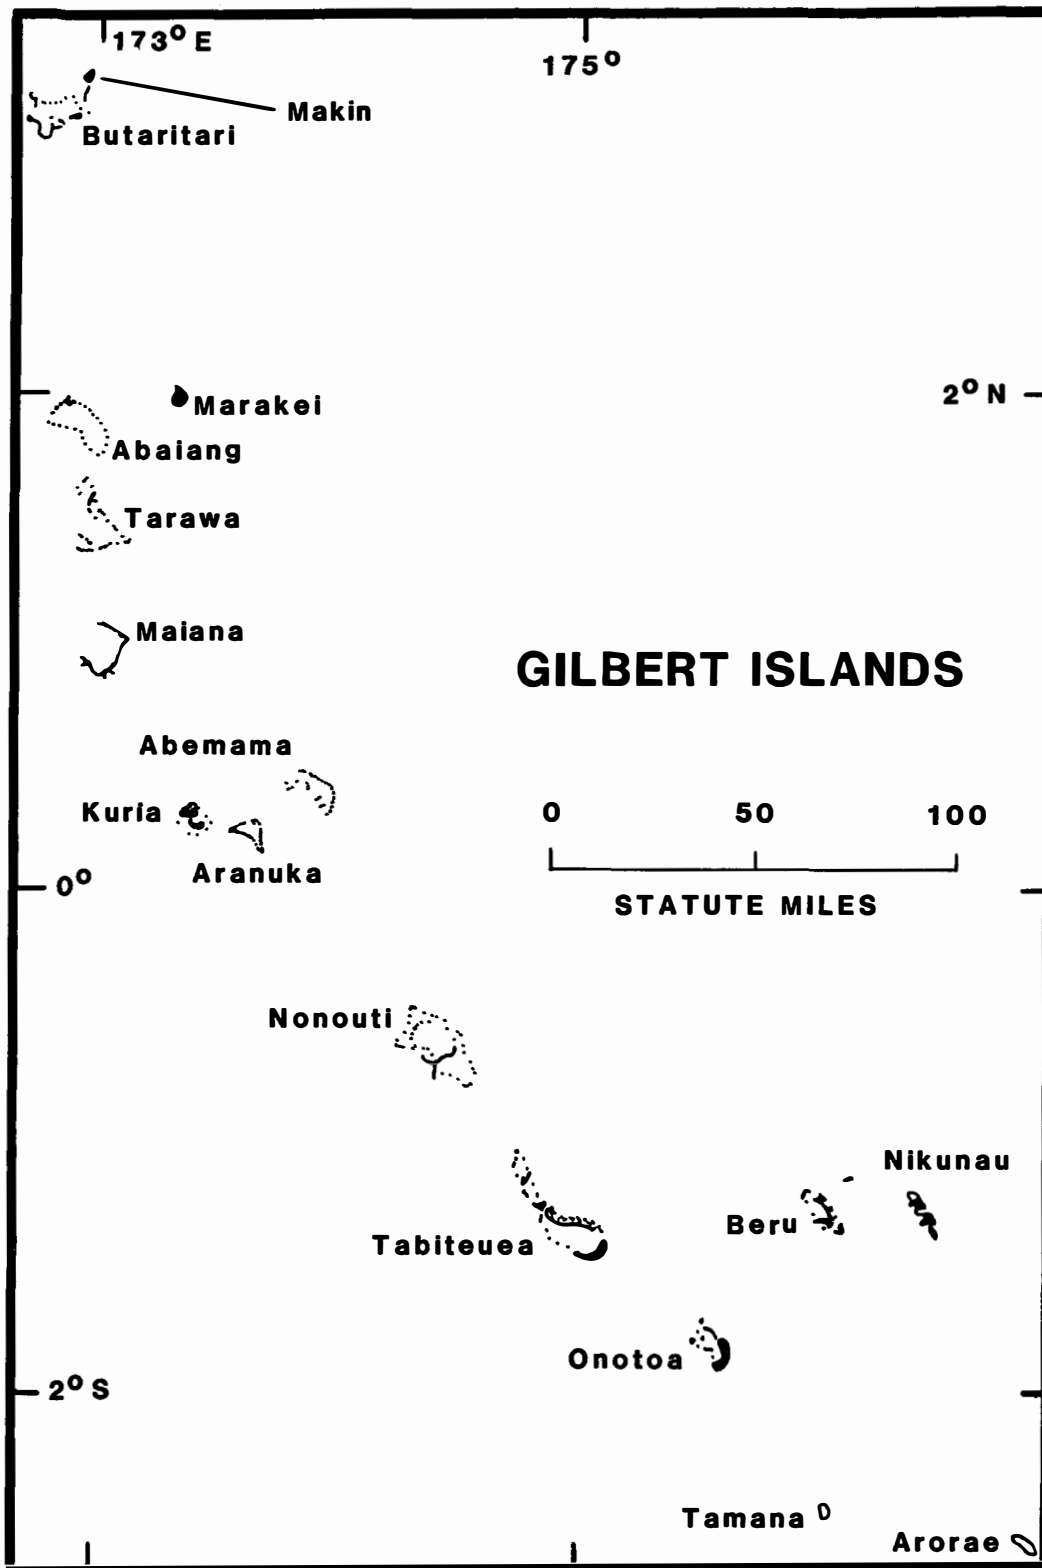 173° E
175°
Makin
Butaritari
Marakei
2° N
Abaiang
Tarawa
Maiana
GILBERT ISLANDS
Abemama
Kuria
0 50 100
Aranuka
0°
STATUTE MILES
Nonouti
Nikunau
Beru
Tabiteuea
Onotoa
2° S
Tamana
Arorae